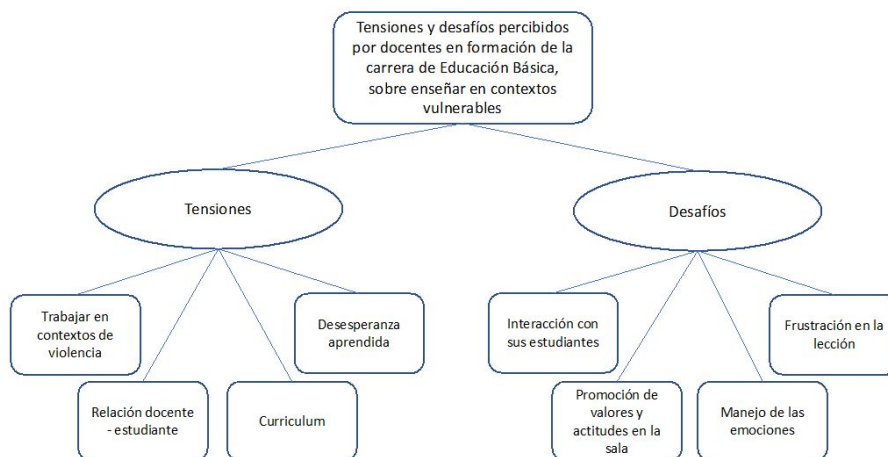 Tensiones y desafíos percibidos
por docentes en formación de la
carrera de Educación Básica,
sobre enseñar en contextos
vulnerables
Tensiones
Desafíos
Trabajar en
contextos de
violencia
Desesperanza
aprendida
Interacción con
sus estudiantes
Frustración en la
lección
Relación docente
- estudiante
Curriculum
Promoción de
valores y
actitudes en la
sala
Manejo de las
emociones